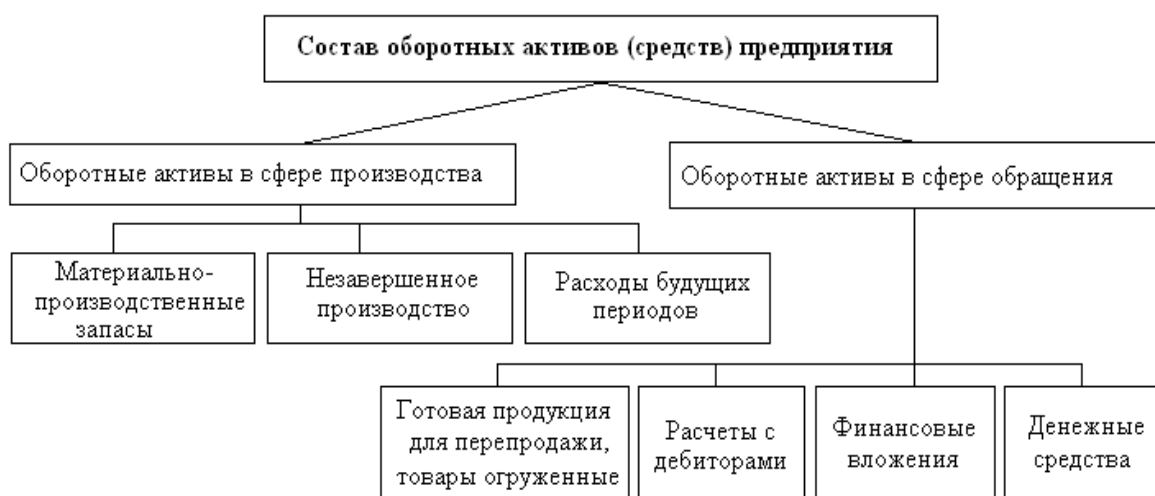 Состав оборотных активов (средств) предприятия
Оборотные активы в сфере производства
Оборотные активы в сфере обращения
Материально-
производственные
запасы
Незавершенное
производство
Расходы будущих
периодов
Готовая продукция
для перепродажи,
товары огруженные
Расчеты с
дебиторами
Финансовые
вложения
Денежные
средства